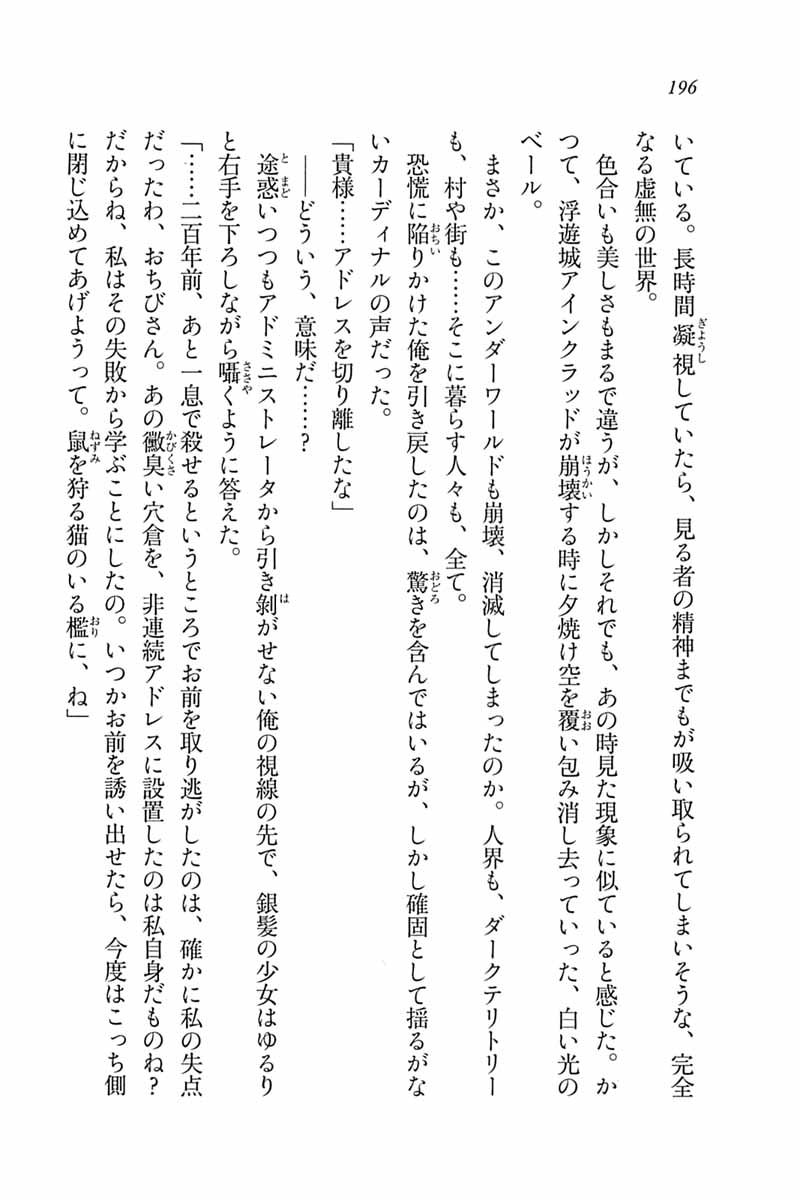 196
いている。長時間凝視していたら、見る者の精神までもが吸い取られてしまいそうな、完全
なる虚無の世界。
色合いも美しさもまるで違うが、しかしそれでも、あの時見た現象に似ていると感じた。か
つて、浮遊城アインクラッドが崩壊する時に夕焼け空を覆い包み消し去っていった、白い光の
ベール。
まさか、このアンダーワールドも崩壊、消滅してしまったのか。人界も、ダークテリトリー
も、村や街も……そこに暮らす人々も、全て。
恐慌に陥りかけた俺を引き戻したのは、驚きを含んではいるが、しかし確固として揺るがな
いカーディナルの声だった。
「貴様……アドレスを切り離したな」
――どういう、意味だ……？
途惑いつつもアドミニストレータから引き剝がせない俺の視線の先で、銀髪の少女はゆるり
と右手を下ろしながら囁くように答えた。
「……二百年前、あと一息で殺せるというところでお前を取り逃がしたのは、確かに私の失点
だったわ、おちびさん。あの黴臭い穴倉を、非連続アドレスに設置したのは私自身だものね？
だからね、私はその失敗から学ぶことにしたの。いつかお前を誘い出せたら、今度はこっち側
に閉じ込めてあげようって。鼠を狩る猫のいる檻に、ね」